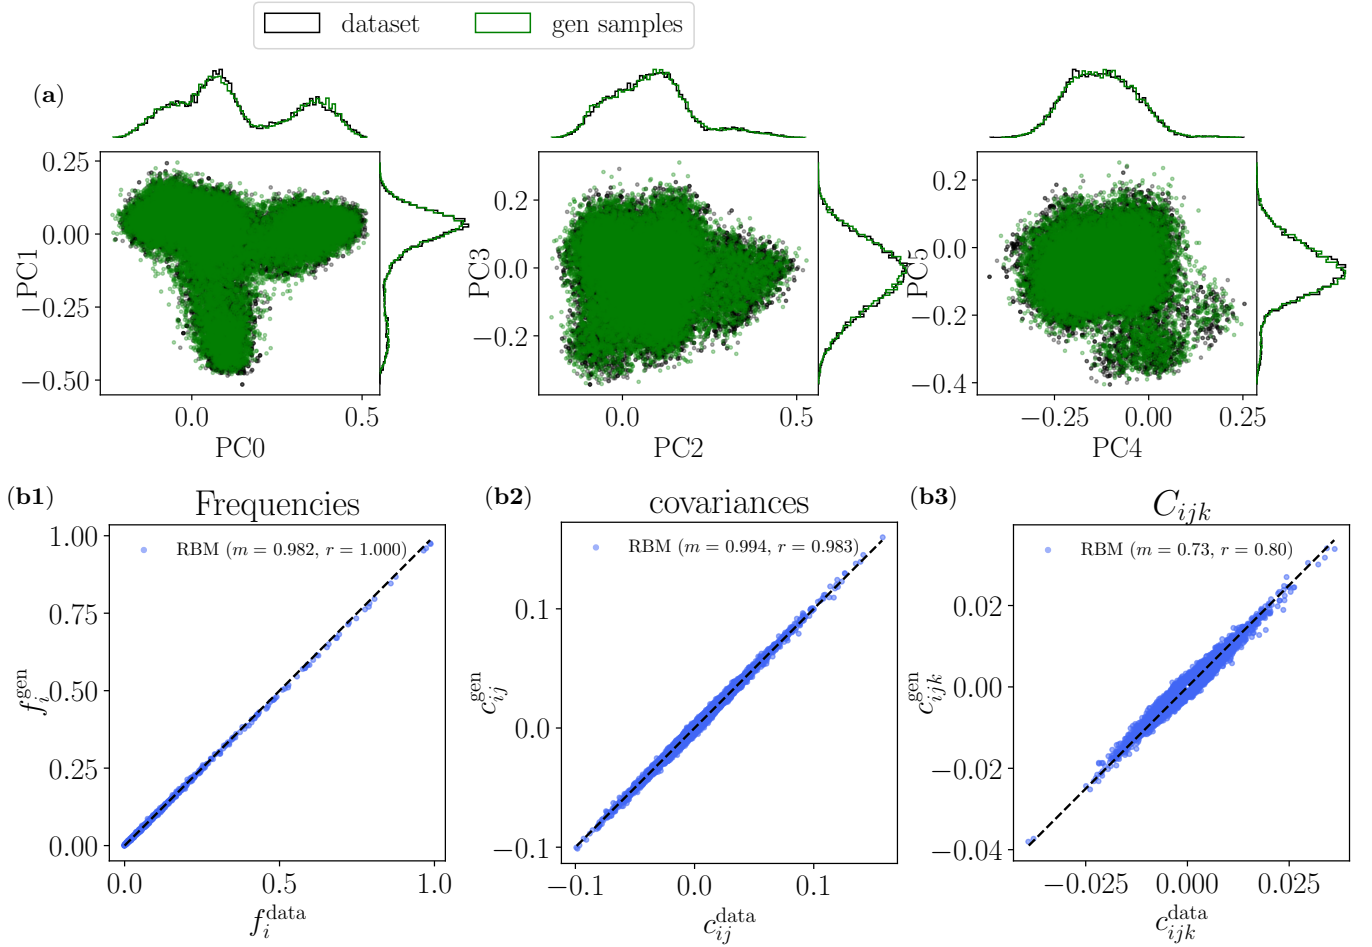 dataset
gen samples
(a)
0.25
0.00
−0.25
−0.50
PC1
0.0
0.5
PC0
0.2
0.0
−0.2
PC3
0.0
0.5
PC2
0.2
0.0
−0.2
−0.4
PC5
−0.25
0.00
0.25
PC4
(b1)
Frequencies
RBM (m = 0.982, r = 1.000)
1.00
0.75
0.50
0.25
0.00
f_i^gen
0.0
0.5
1.0
f_i^data
(b2)
covariances
RBM (m = 0.994, r = 0.983)
0.1
0.0
−0.1
c_ij^gen
−0.1
0.0
0.1
c_ij^data
(b3)
C_ijk
RBM (m = 0.73, r = 0.80)
0.02
0.00
−0.02
−0.04
c_ijk^gen
−0.025
0.000
0.025
c_ijk^data